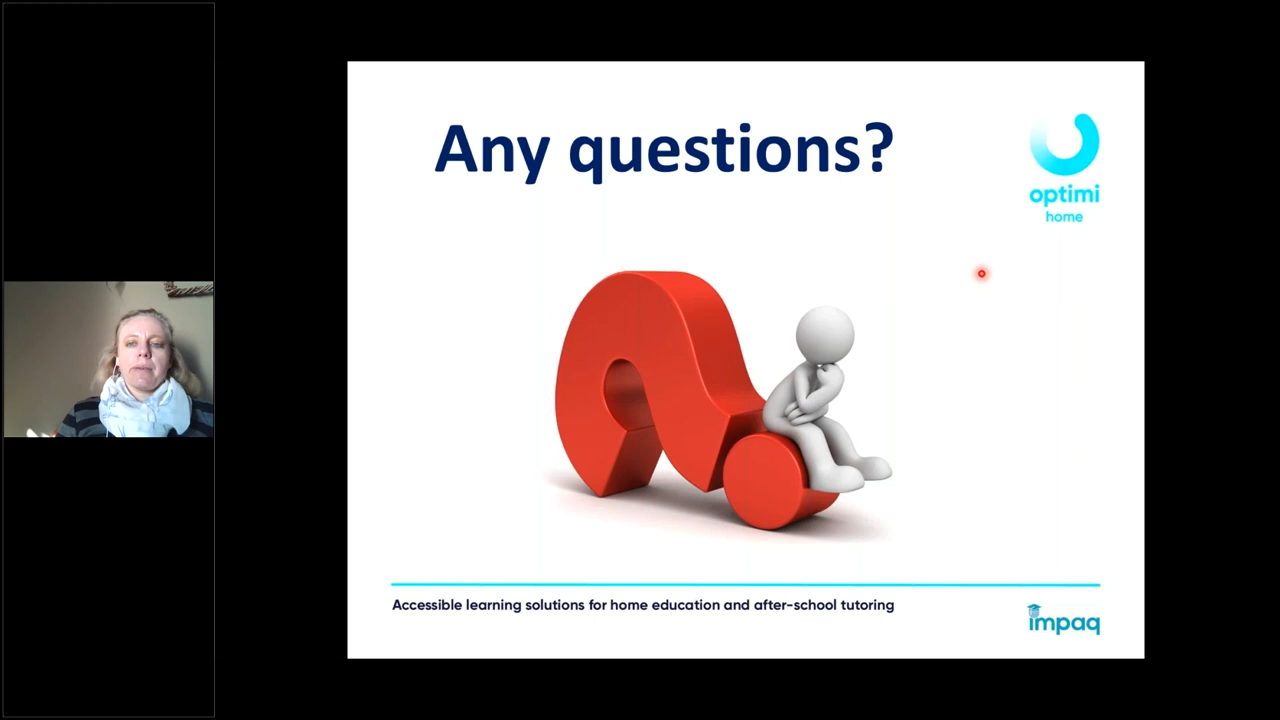 Any questions?
optimi
home
Accessible learning solutions for home education and after-school tutoring
impaq